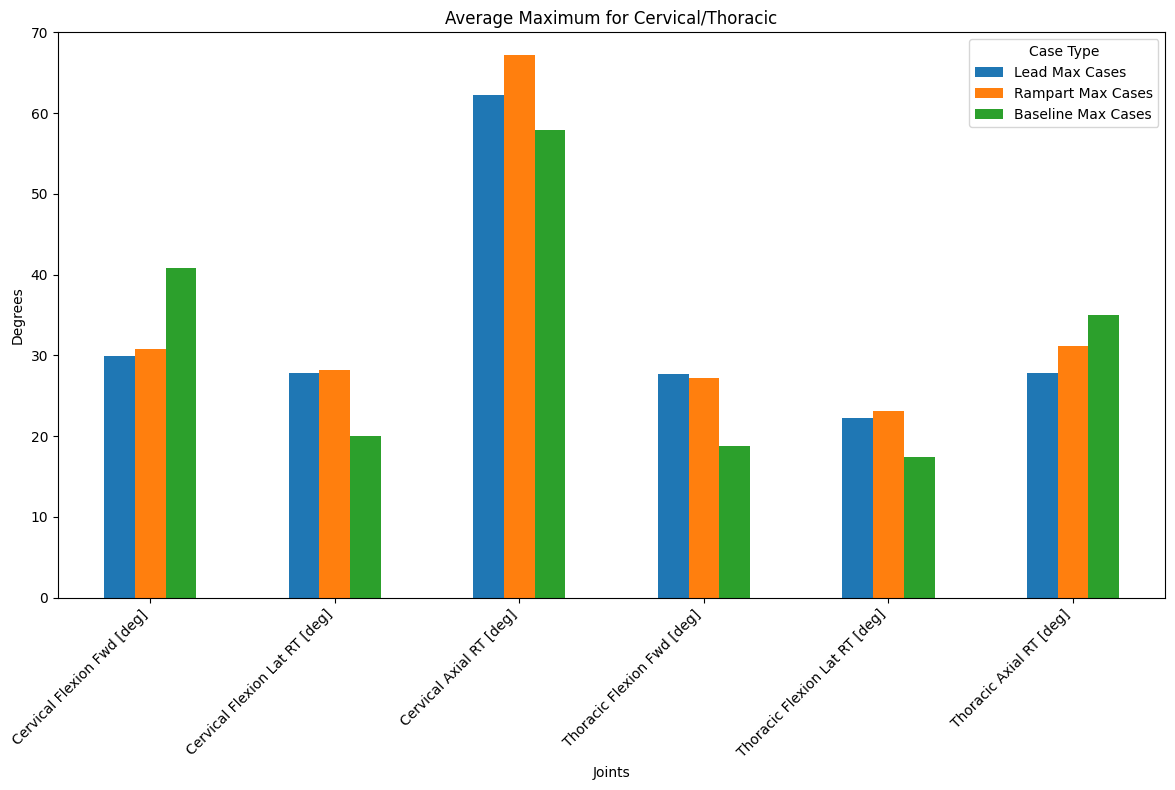 Average Maximum for Cervical/Thoracic
Case Type
Lead Max Cases
Rampart Max Cases
Baseline Max Cases
Degrees
70
60
50
40
30
20
10
0
Cervical Flexion Fwd [deg]
Cervical Flexion Lat RT [deg]
Cervical Axial RT [deg]
Thoracic Flexion Fwd [deg]
Thoracic Flexion Lat RT [deg]
Thoracic Axial RT [deg]
Joints